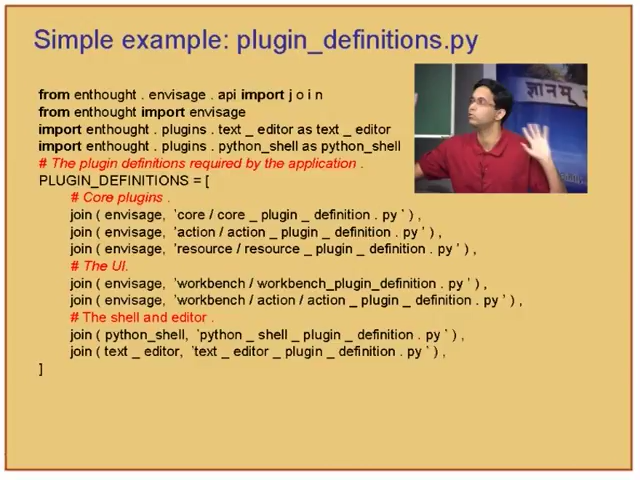 Simple example: plugin_definitions.py
from enthought . envisage . api import j o i n
from enthought import envisage
import enthought . plugins . text _ editor as text _ editor
import enthought . plugins . python_shell as python_shell
# The plugin definitions required by the application .
PLUGIN_DEFINITIONS = [
# Core plugins .
join ( envisage, 'core / core _ plugin _ definition . py ' ) ,
join ( envisage, 'action / action _ plugin _ definition . py ' ) ,
join ( envisage, 'resource / resource _ plugin _ definition . py ' ) ,
# The UI.
join ( envisage, 'workbench / workbench_plugin_definition . py ' ) ,
join ( envisage, 'workbench / action / action _ plugin _ definition . py ' ) ,
# The shell and editor .
join ( python_shell, 'python _ shell _ plugin _ definition . py ' ) ,
join ( text _ editor, 'text _ editor _ plugin _ definition . py ' ) ,
]
ज्ञानम्